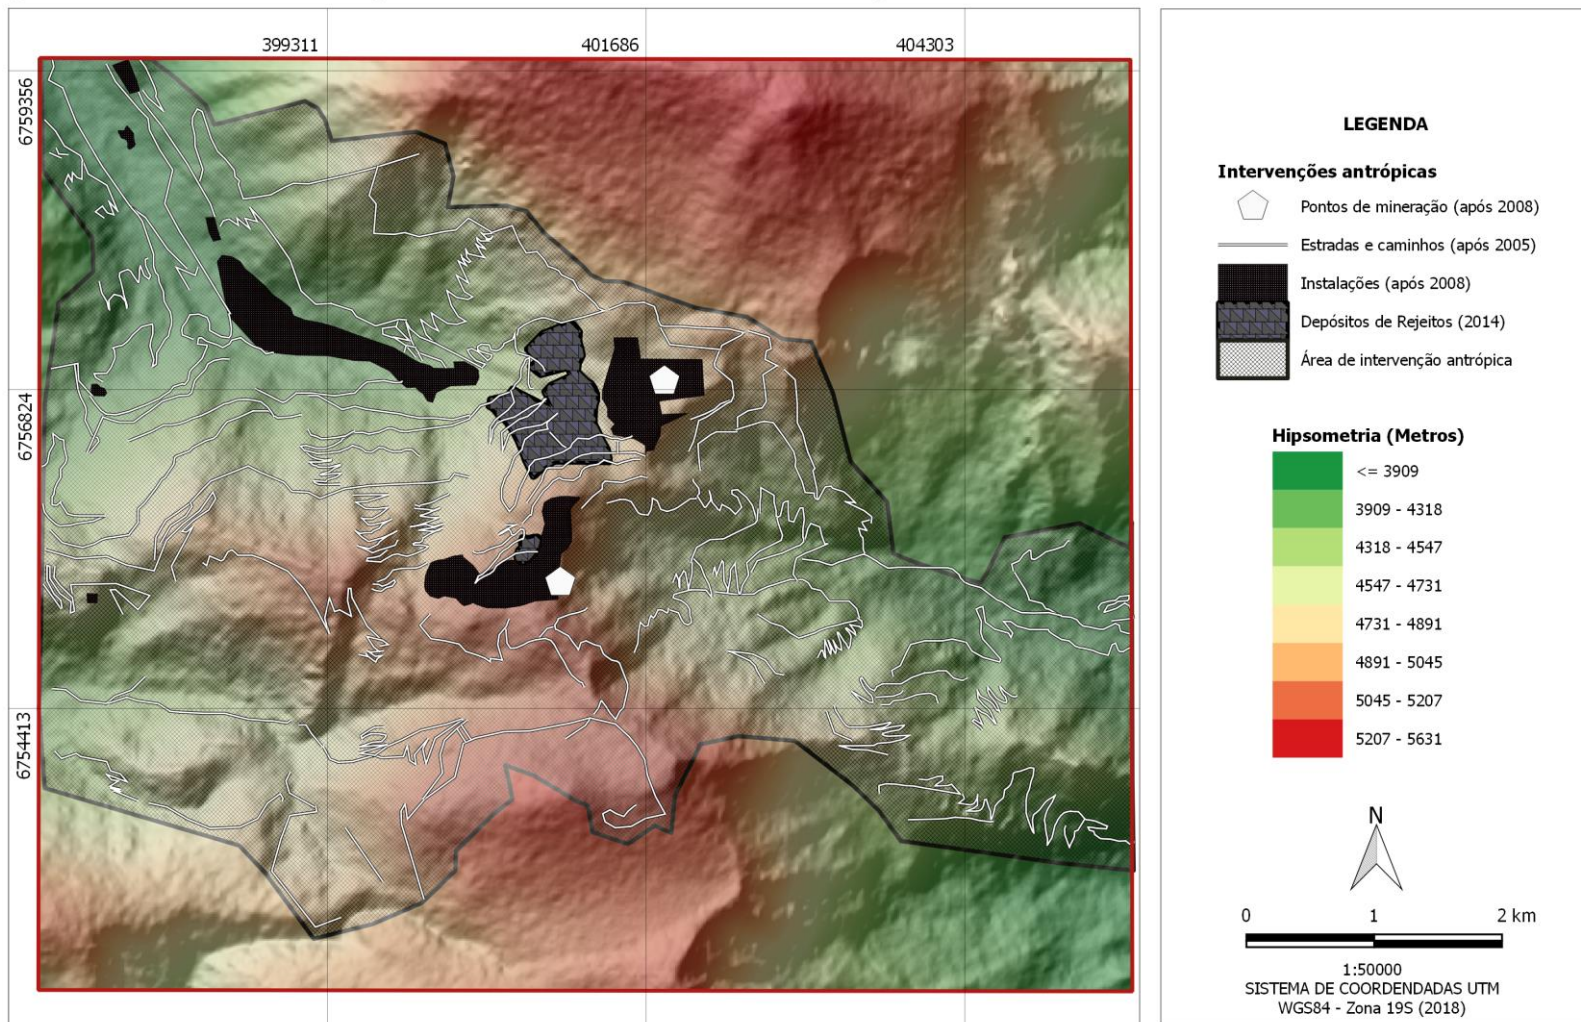 399311
401686
404303
6759356
6756824
6754413
LEGENDA
Intervenções antrópicas
Pontos de mineração (após 2008)
Estradas e caminhos (após 2005)
Instalações (após 2008)
Depósitos de Rejeitos (2014)
Área de intervenção antrópica
Hipsometria (Metros)
<= 3909
3909 - 4318
4318 - 4547
4547 - 4731
4731 - 4891
4891 - 5045
5045 - 5207
5207 - 5631
N
0 1 2 km
1:50000
SISTEMA DE COORDENDADAS UTM
WGS84 - Zona 19S (2018)